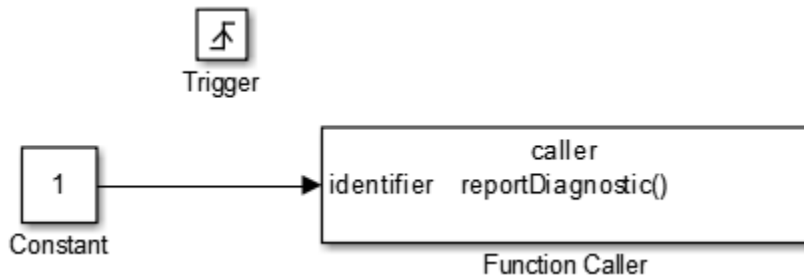 Trigger
1
Constant
caller
identifier reportDiagnostic()
Function Caller